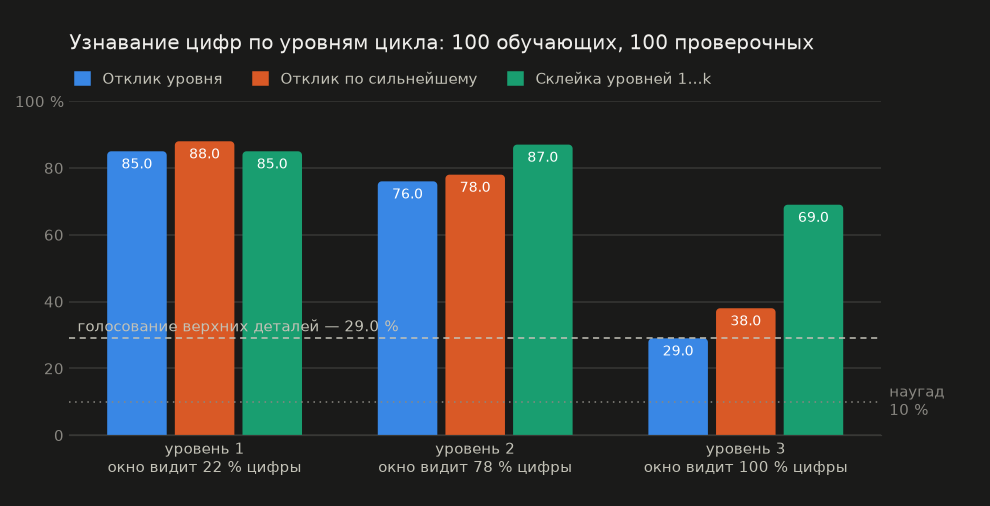 Узнавание цифр по уровням цикла: 100 обучающих, 100 проверочных
Отклик уровня
Отклик по сильнейшему
Склейка уровней 1…k
100 %
80
60
40
20
0
85.0
88.0
85.0
76.0
78.0
87.0
29.0
38.0
69.0
голосование верхних деталей — 29.0 %
наугад
10 %
уровень 1
окно видит 22 % цифры
уровень 2
окно видит 78 % цифры
уровень 3
окно видит 100 % цифры